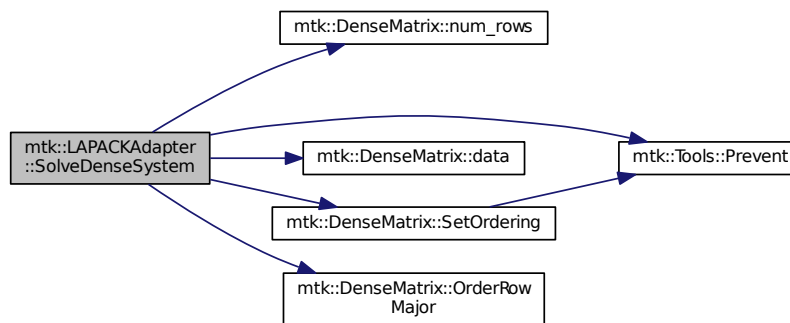 mtk::DenseMatrix::num_rows
mtk::LAPACKAdapter
::SolveDenseSystem
mtk::DenseMatrix::data
mtk::Tools::Prevent
mtk::DenseMatrix::SetOrdering
mtk::DenseMatrix::OrderRow
Major